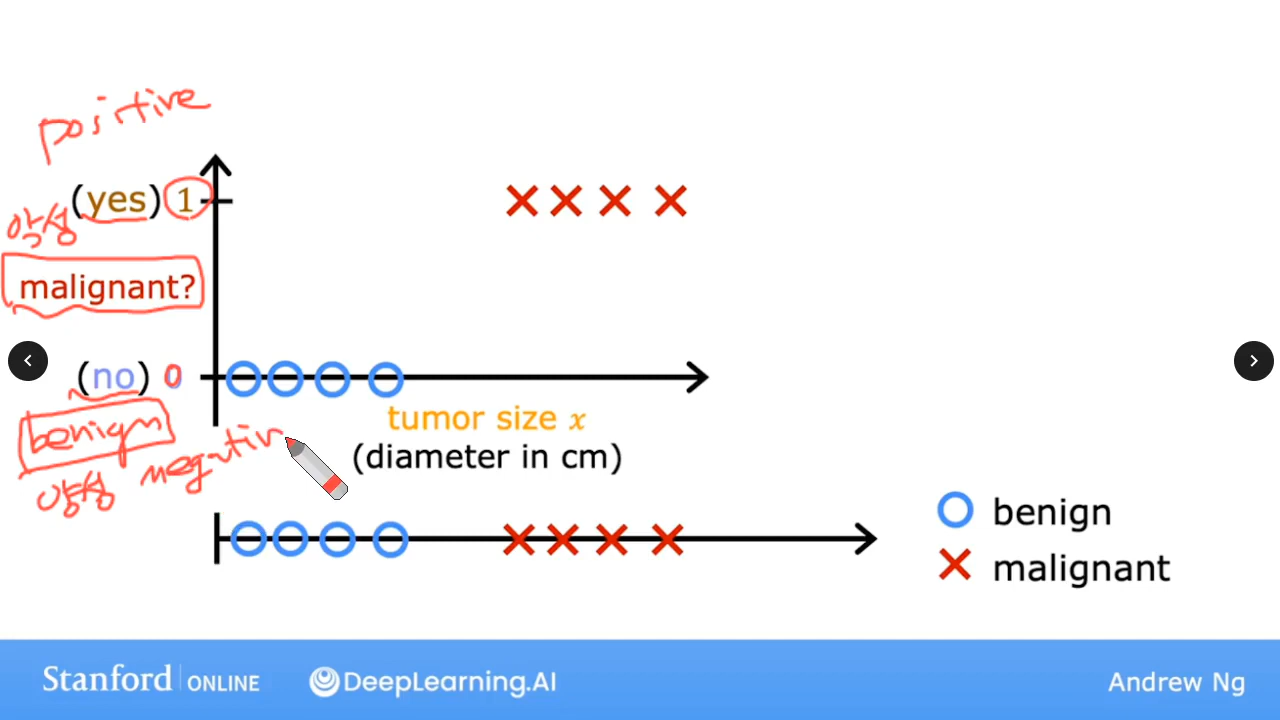 positive
(yes) 1
악성
malignant?
(no) 0
benign
양성 negativ
tumor size x
(diameter in cm)
benign
malignant
Stanford ONLINE
DeepLearning.AI
Andrew Ng